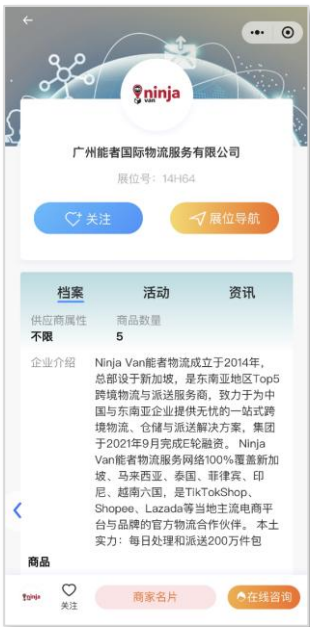 ninja
van
广州能者国际物流服务有限公司
展位号：14H64
关注
展位导航
档案 活动 资讯
供应商属性 商品数量
不限 5
企业介绍 Ninja Van能者物流成立于2014年，
总部设于新加坡，是东南亚地区Top5
跨境物流与派送服务商，致力于为中
国与东南亚企业提供无忧的一站式跨
境物流、仓储与派送解决方案，集团
于2021年9月完成E轮融资。 Ninja
Van能者物流服务网络100%覆盖新加
坡、马来西亚、泰国、菲律宾、印
尼、越南六国，是TikTokShop、
Shopee、Lazada等当地主流电商平
台与品牌的官方物流合作伙伴。 本土
实力：每日处理和派送200万件包
商品
ninja
关注
商家名片
在线咨询